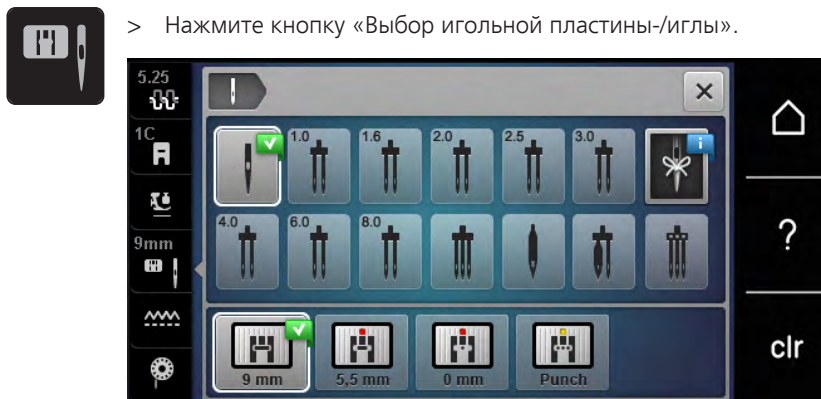 > Нажмите кнопку «Выбор игольной пластины-/иглы».
5.25
1C
9mm
1.0 1.6 2.0 2.5 3.0 i
4.0 6.0 8.0
9 mm 5,5 mm 0 mm Punch
?
clr